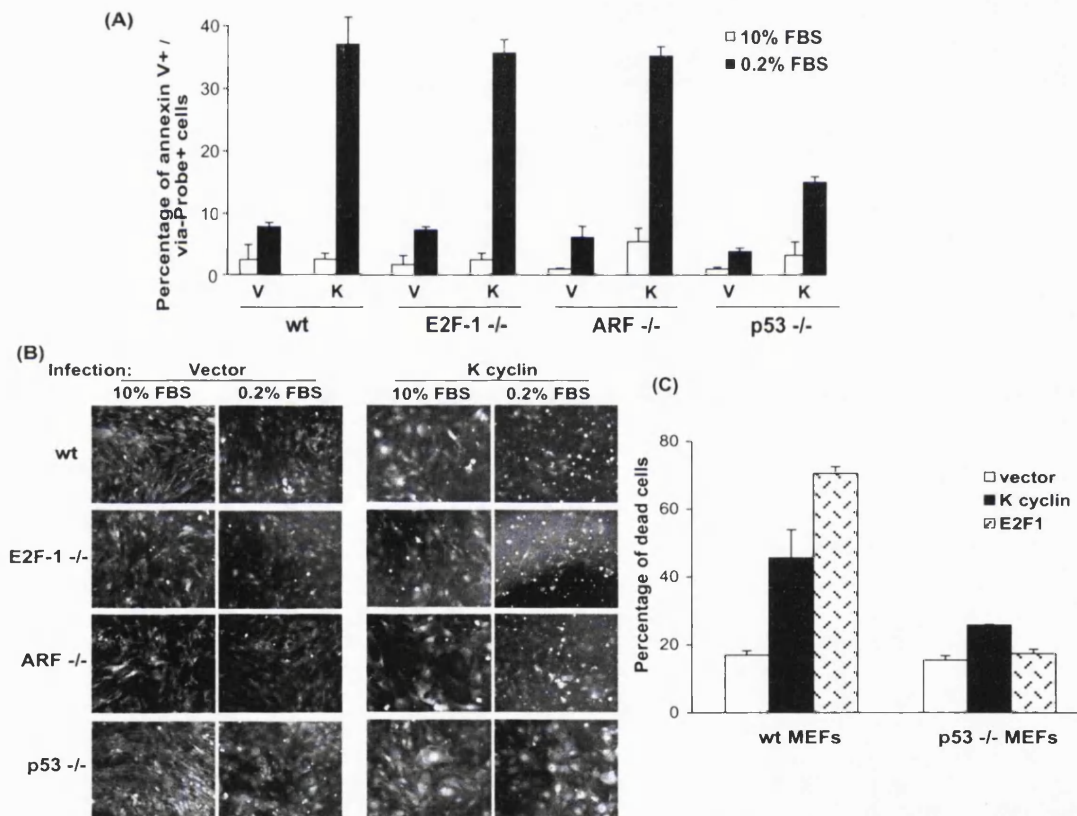 (A)
Percentage of annexin V+ /
via-Probe+ cells
40
30
20
10
0
10% FBS
0.2% FBS
V K V K V K V K
wt E2F-1 -/- ARF -/- p53 -/-
(B)
Infection: Vector K cyclin
10% FBS 0.2% FBS 10% FBS 0.2% FBS
wt
E2F-1 -/-
ARF -/-
p53 -/-
(C)
Percentage of dead cells
80
60
40
20
0
vector
K cyclin
E2F1
wt MEFs p53 -/- MEFs